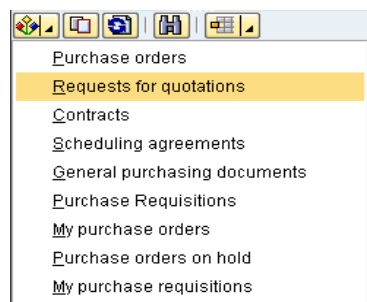 Purchase orders
Requests for quotations
Contracts
Scheduling agreements
General purchasing documents
Purchase Requisitions
My purchase orders
Purchase orders on hold
My purchase requisitions